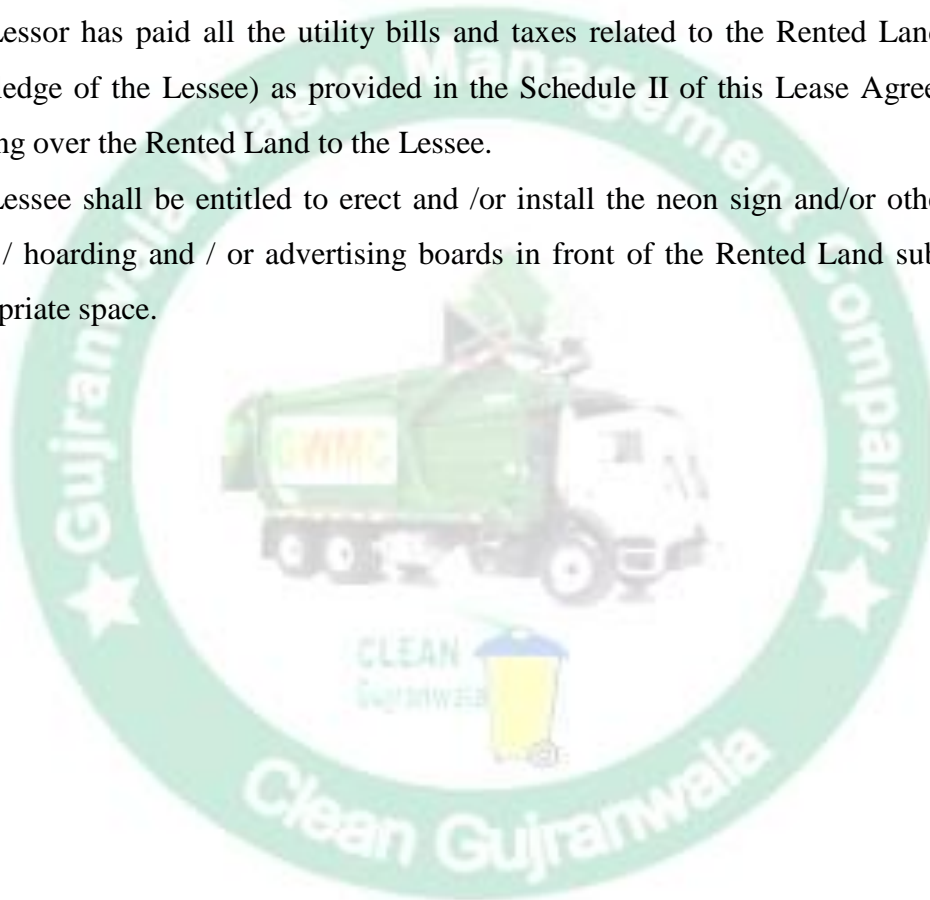 Lessor has paid all the utility bills and taxes related to the Rented Land
ledge of the Lessee) as provided in the Schedule II of this Lease Agree
ng over the Rented Land to the Lessee.
Lessee shall be entitled to erect and /or install the neon sign and/or othe
/ hoarding and / or advertising boards in front of the Rented Land sub
priate space.
Gujranwala Waste Management Company
GWMC
CLEAN
Gujranwala
Clean Gujranwala